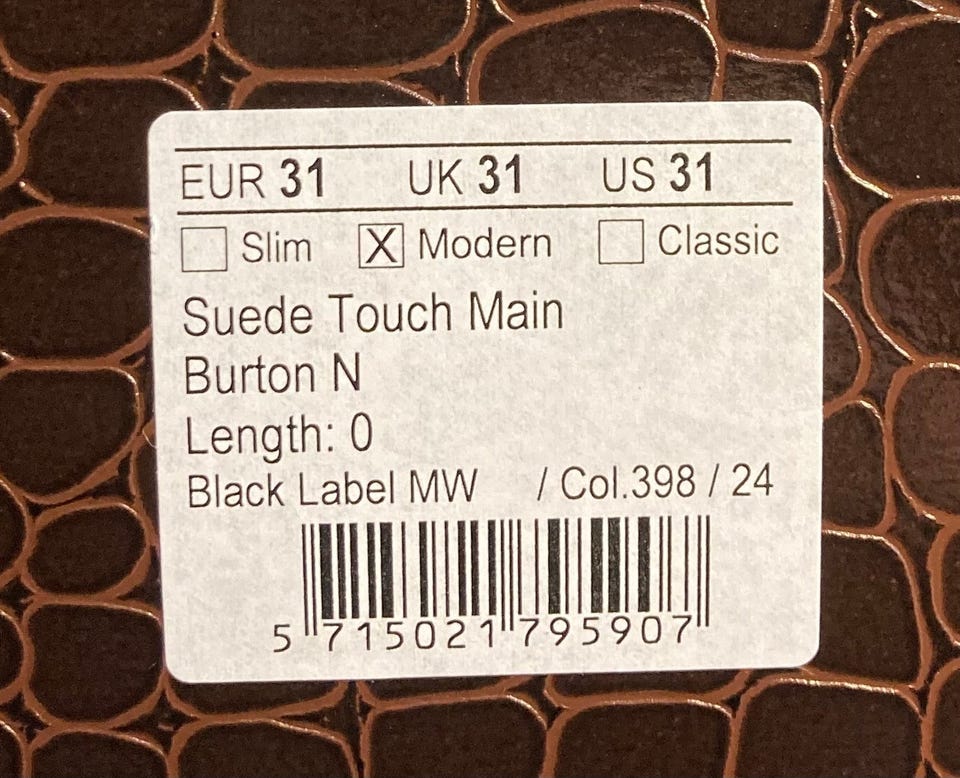 EUR 31 UK 31 US 31
Slim X Modern Classic
Suede Touch Main
Burton N
Length: 0
Black Label MW / Col.398 / 24
5 715021 795907